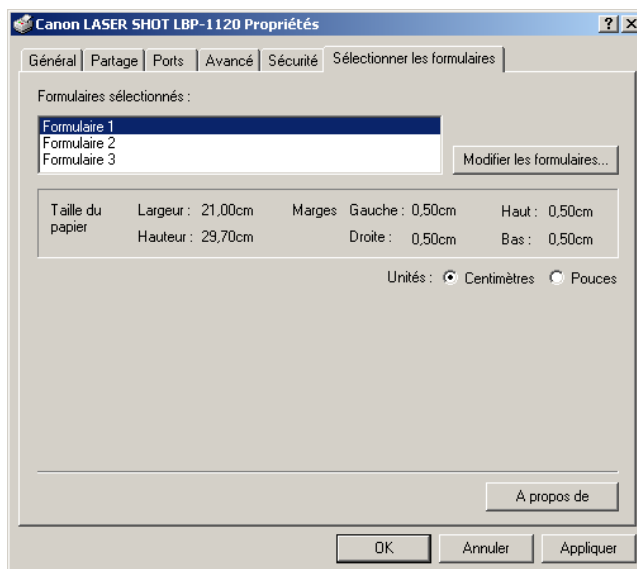 Canon LASER SHOT LBP-1120 Propriétés
Général Partage Ports Avancé Sécurité Sélectionner les formulaires
Formulaires sélectionnés :
Formulaire 1
Formulaire 2
Formulaire 3
Modifier les formulaires...
Taille du papier
Largeur : 21,00cm
Hauteur : 29,70cm
Marges
Gauche : 0,50cm
Droite : 0,50cm
Haut : 0,50cm
Bas : 0,50cm
Unités : Centimètres Pouces
A propos de
OK Annuler Appliquer